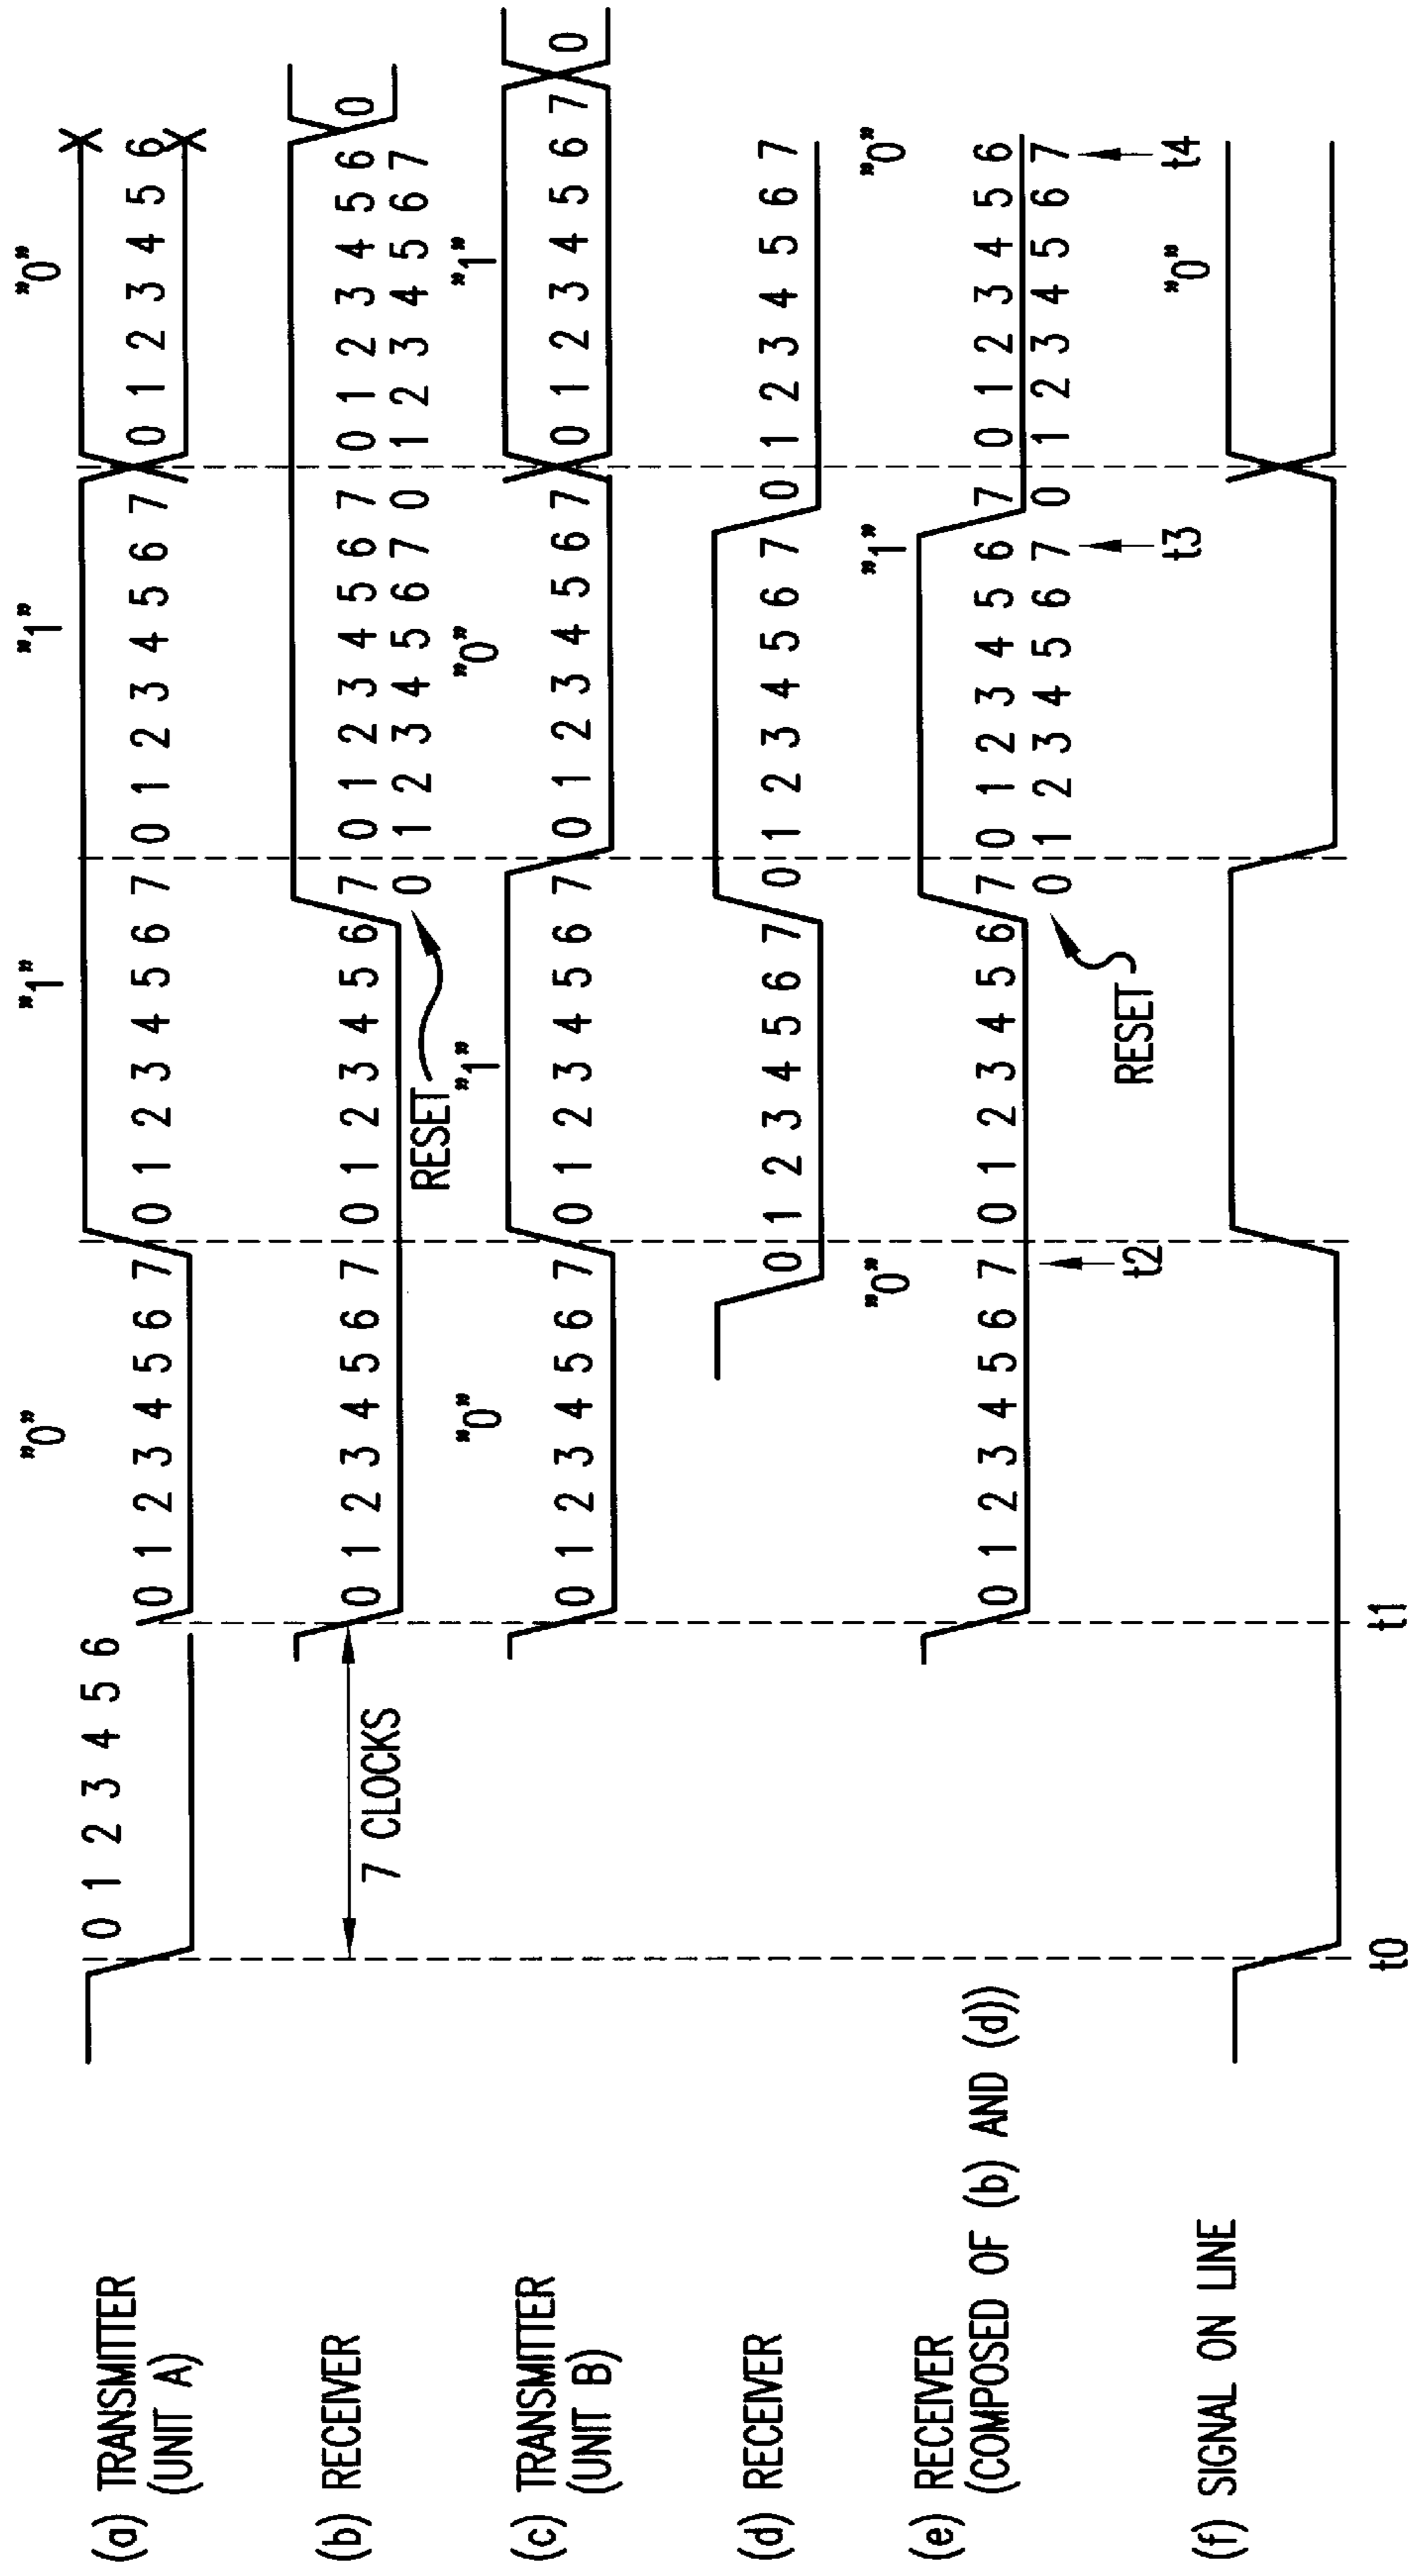 "0" "1" "1" "0"
0 1 2 3 4 5 6
(a) TRANSMITTER 0 1 2 3 4 5 6 7 0 1 2 3 4 5 6 7 0 1 2 3 4 5 6 7 0 1 2 3 4 5 6
(UNIT A)
(b) RECEIVER 0 1 2 3 4 5 6 7 0 1 2 3 4 5 6 7 0 1 2 3 4 5 6 7 0 1 2 3 4 5 6 0
7 CLOCKS 0 1 2 3 4 5 6 7 0 1 2 3 4 5 6 7
RESET
"0" "1" "0" "1"
(c) TRANSMITTER 0 1 2 3 4 5 6 7 0 1 2 3 4 5 6 7 0 1 2 3 4 5 6 7 0 1 2 3 4 5 6 7 0
(UNIT B)
(d) RECEIVER 0 1 2 3 4 5 6 7 0 1 2 3 4 5 6 7 0 1 2 3 4 5 6 7
"0" "1" "0"
(e) RECEIVER
(COMPOSED OF (b) AND (d)) 0 1 2 3 4 5 6 7 0 1 2 3 4 5 6 7 0 1 2 3 4 5 6 7 0 1 2 3 4 5 6
0 1 2 3 4 5 6 7 0 1 2 3 4 5 6 7
t2 RESET t3 t4
"0"
(f) SIGNAL ON LINE
t0 t1